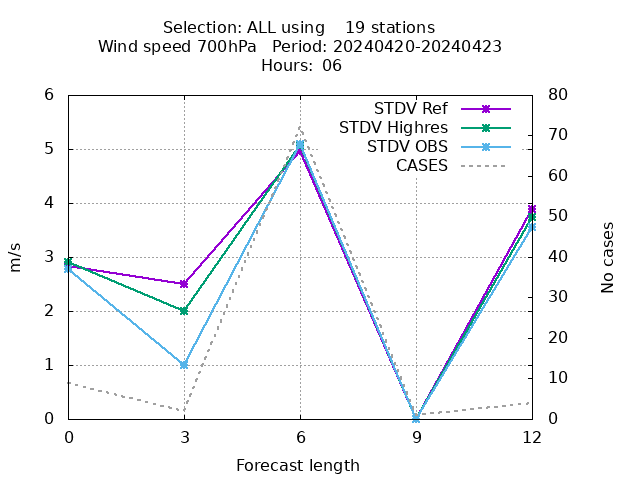 Selection: ALL using    19 stations
Wind speed 700hPa   Period: 20240420-20240423
Hours: 06
STDV Ref
STDV Highres
STDV OBS
CASES
6
5
4
3
2
1
0
m/s
80
70
60
50
40
30
20
10
0
No cases
0 3 6 9 12
Forecast length